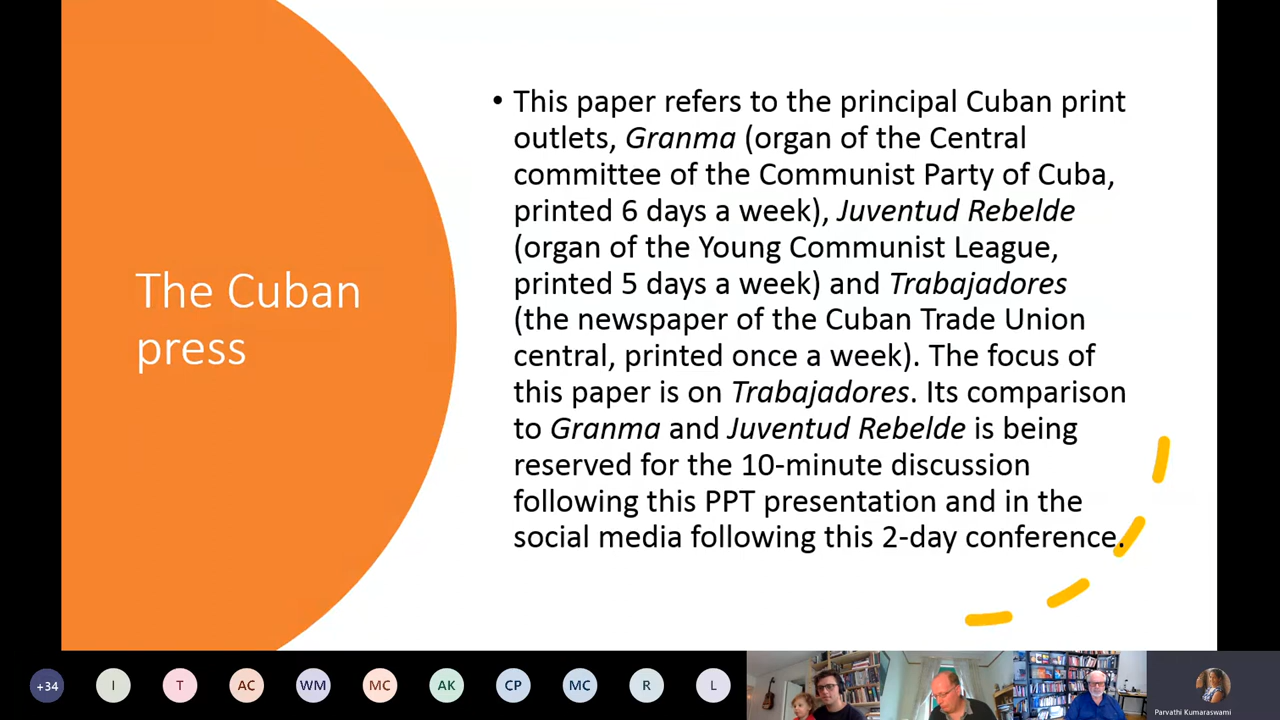 The Cuban
press
• This paper refers to the principal Cuban print
outlets, Granma (organ of the Central
committee of the Communist Party of Cuba,
printed 6 days a week), Juventud Rebelde
(organ of the Young Communist League,
printed 5 days a week) and Trabajadores
(the newspaper of the Cuban Trade Union
central, printed once a week). The focus of
this paper is on Trabajadores. Its comparison
to Granma and Juventud Rebelde is being
reserved for the 10-minute discussion
following this PPT presentation and in the
social media following this 2-day conference.
+34 I T AC WM MC AK CP MC R L
Parvathi Kumaraswami